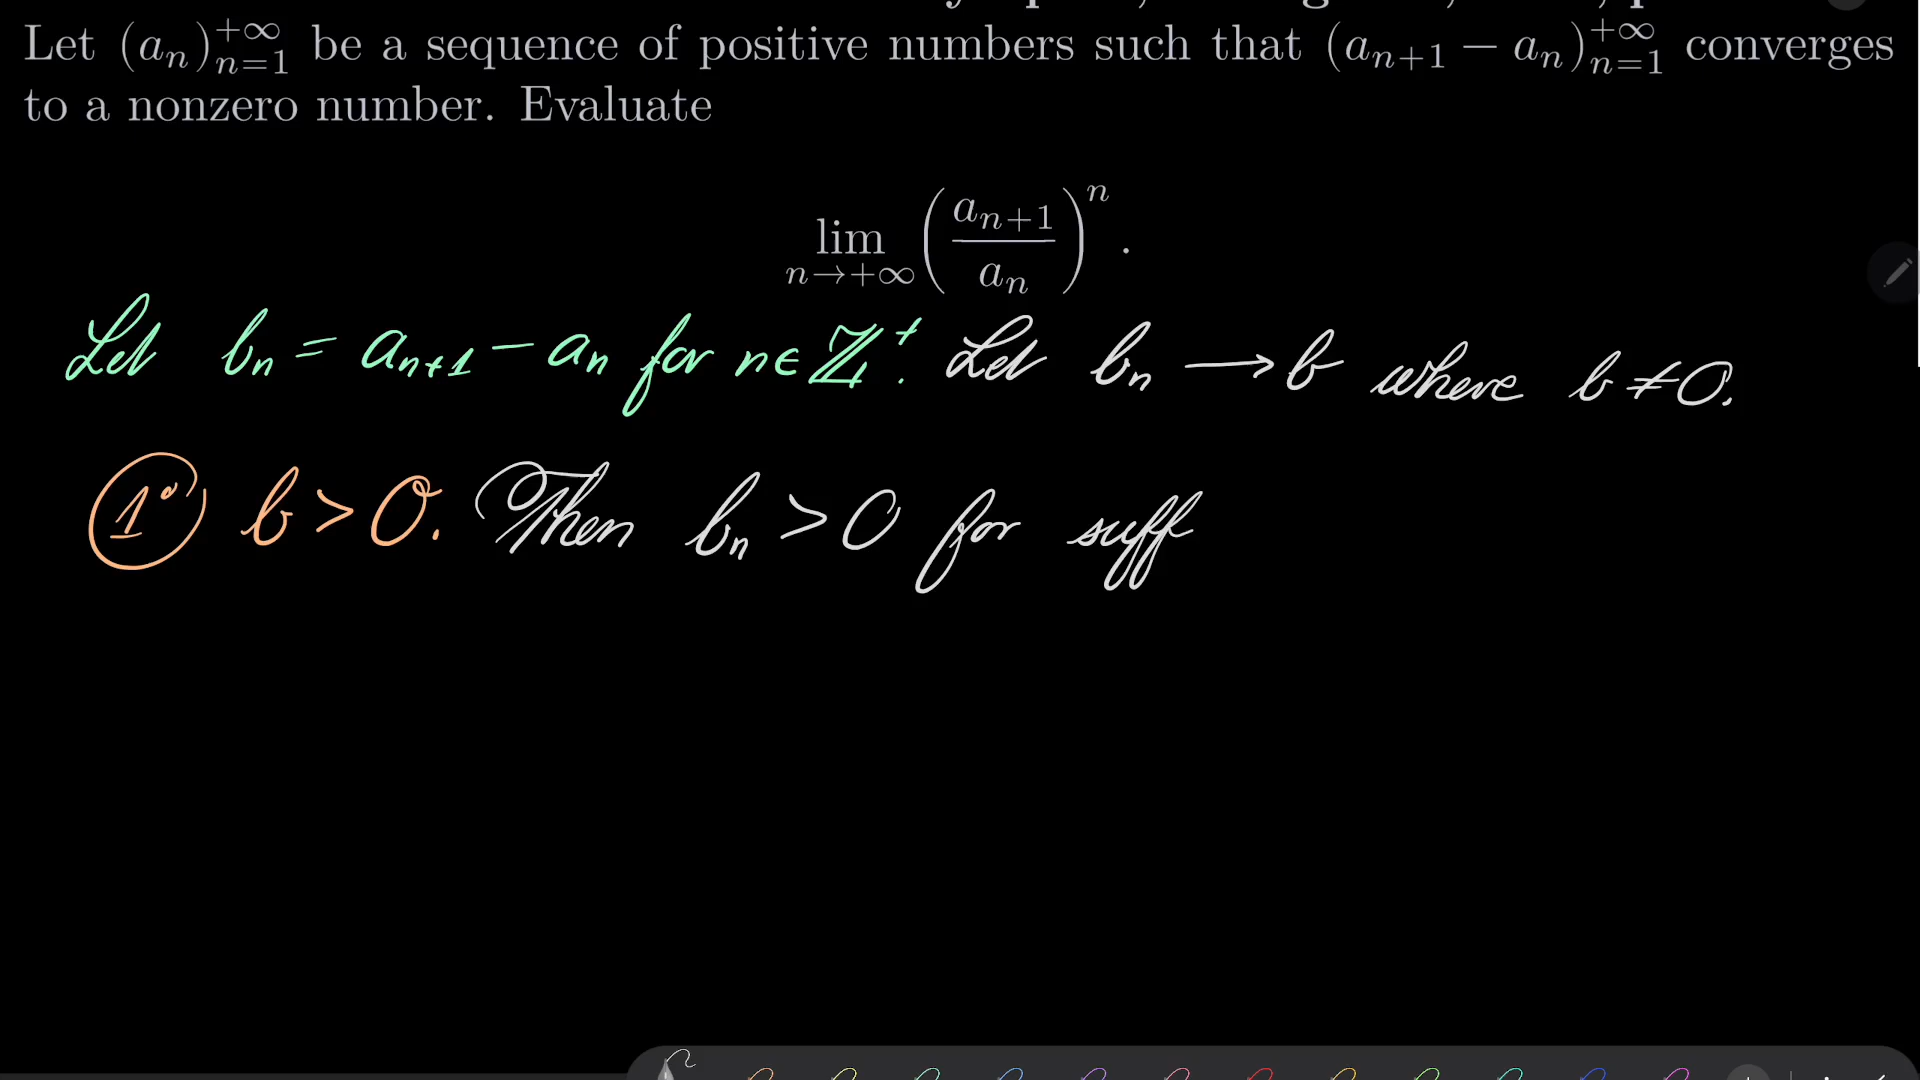 Let $(a_n)_{n=1}^{+\infty}$ be a sequence of positive numbers such that $(a_{n+1} - a_n)_{n=1}^{+\infty}$ converges
to a nonzero number. Evaluate
$\lim_{n \to +\infty} \left( \frac{a_{n+1}}{a_n} \right)^n .$
Let $b_n = a_{n+1} - a_n$ for $n \in \mathbb{Z}^+$. Let $b_n \longrightarrow b$ where $b \neq 0$.
1° $b > 0$. Then $b_n > 0$ for suff